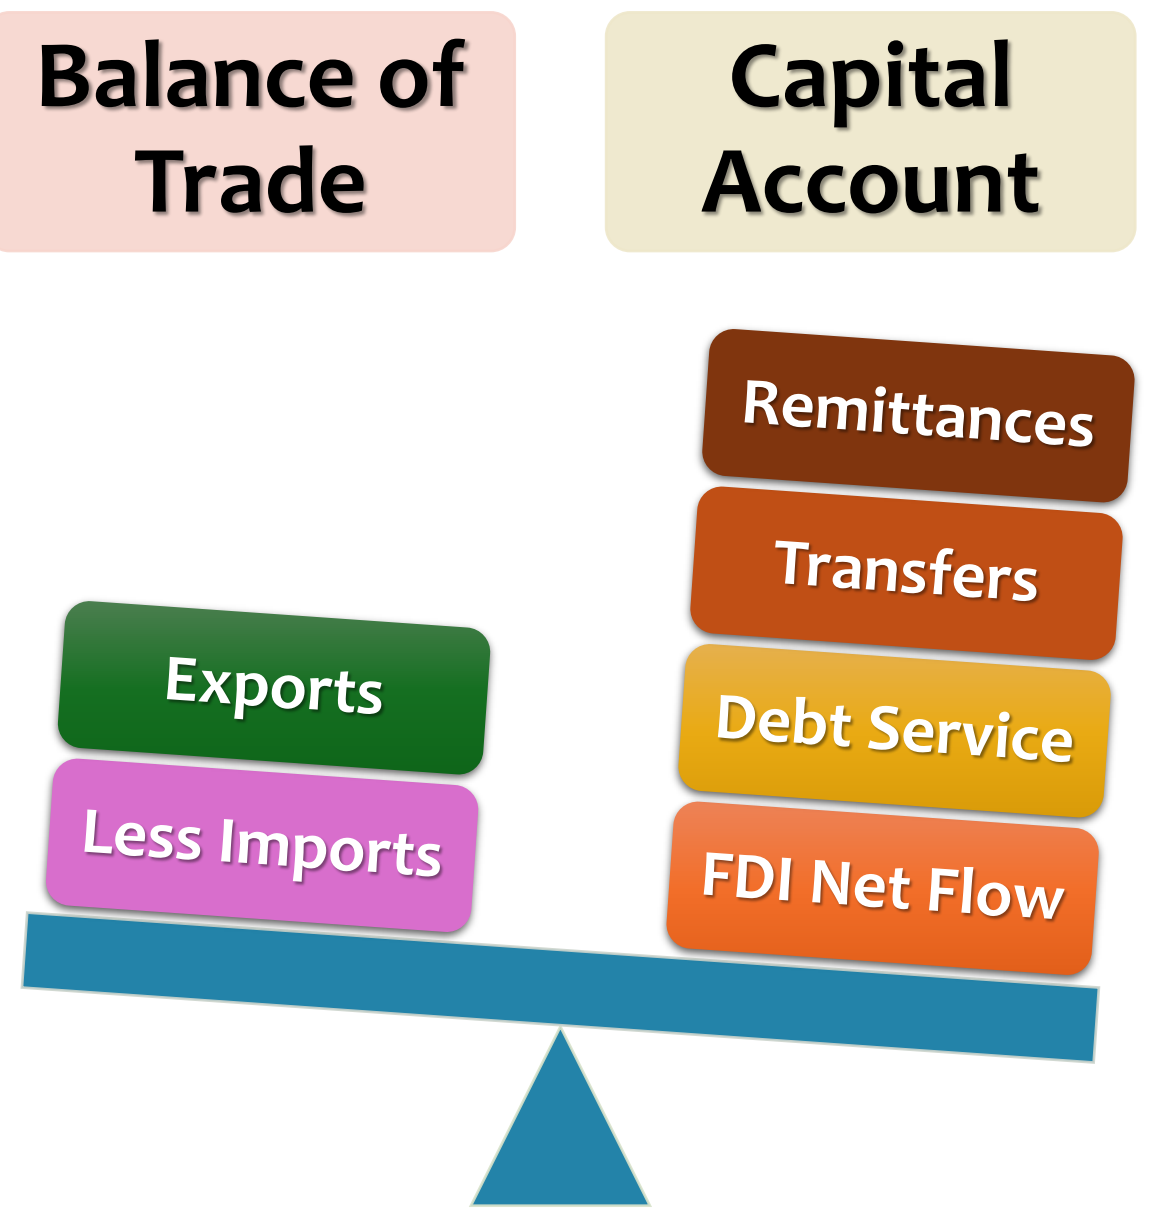 Balance of
Trade
Capital
Account
Exports
Less Imports
Remittances
Transfers
Debt Service
FDI Net Flow